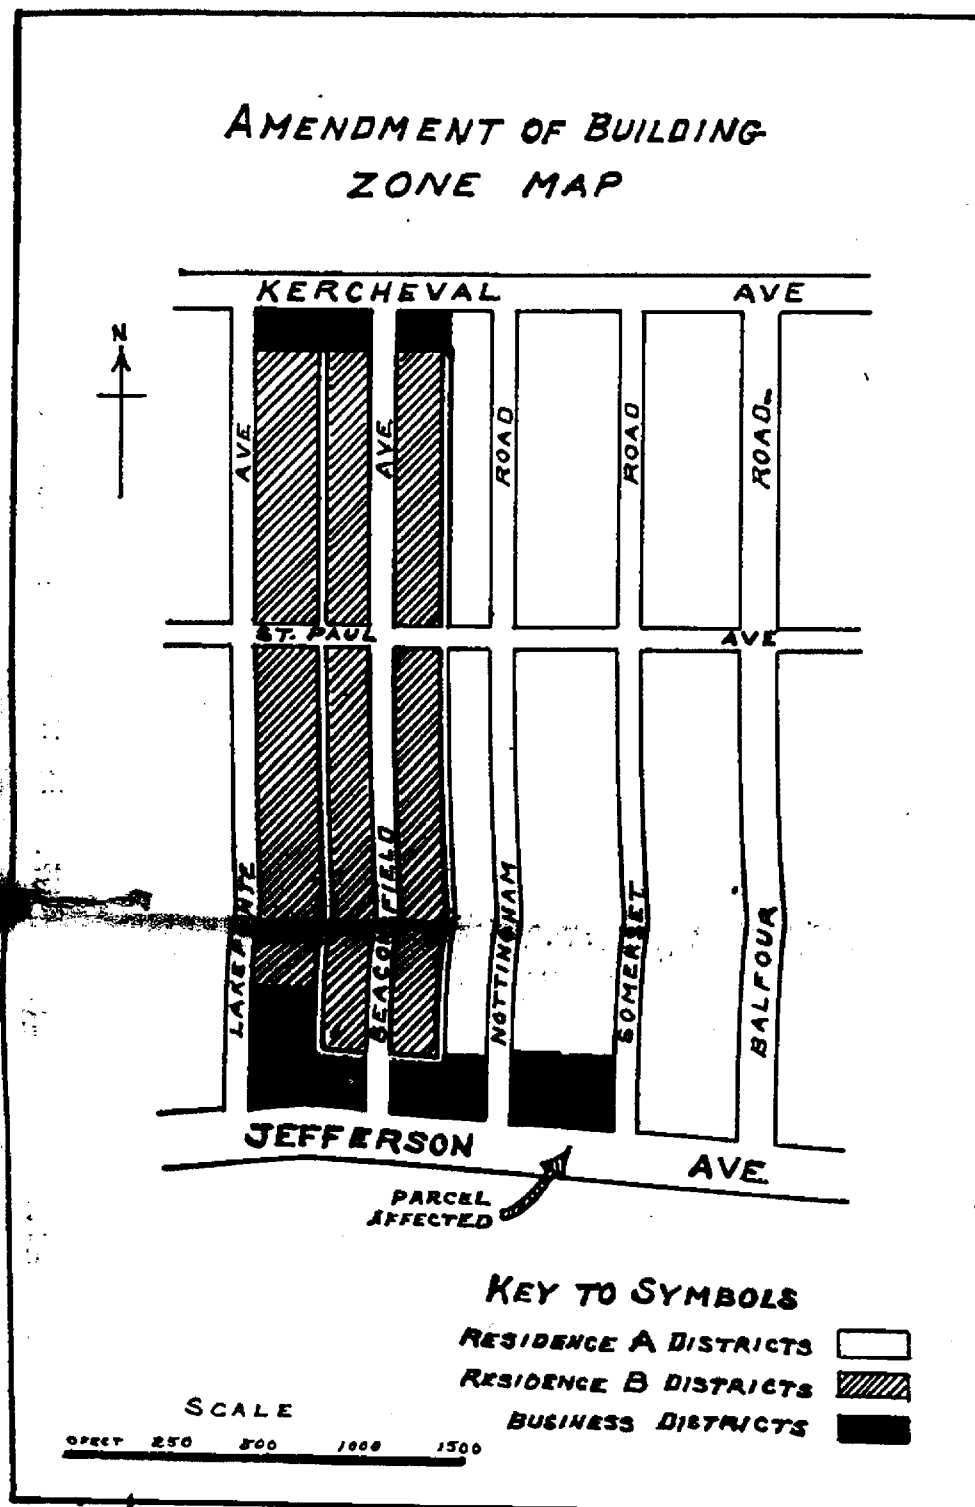 AMENDMENT OF BUILDING
ZONE MAP
KERCHEVAL AVE
N
AVE
AVE
ROAD
ROAD
ROAD
ST. PAUL AVE
LAKEPOINTE
BEACONSFIELD
NOTTINGHAM
SOMERSET
BALFOUR
JEFFERSON AVE.
PARCEL
AFFECTED
KEY TO SYMBOLS
RESIDENCE A DISTRICTS
RESIDENCE B DISTRICTS
BUSINESS DISTRICTS
SCALE
0 FEET 250 500 1000 1500